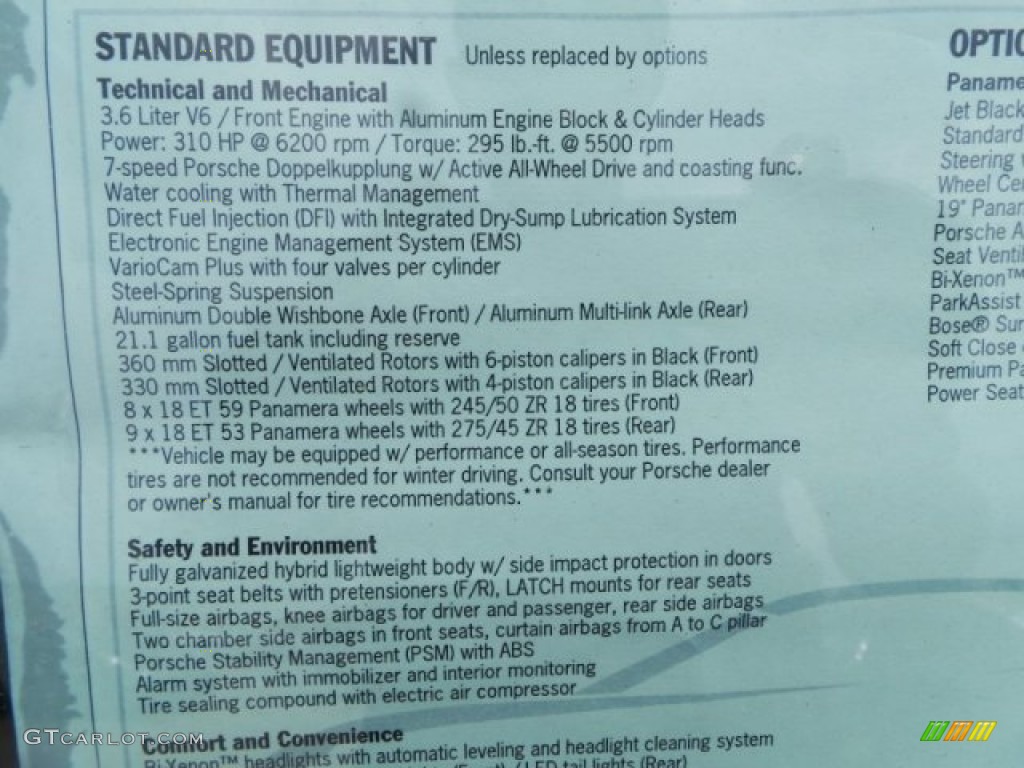 STANDARD EQUIPMENT Unless replaced by options
Technical and Mechanical
3.6 Liter V6 / Front Engine with Aluminum Engine Block & Cylinder Heads
Power: 310 HP @ 6200 rpm / Torque: 295 lb.-ft. @ 5500 rpm
7-speed Porsche Doppelkupplung w/ Active All-Wheel Drive and coasting func.
Water cooling with Thermal Management
Direct Fuel Injection (DFI) with Integrated Dry-Sump Lubrication System
Electronic Engine Management System (EMS)
VarioCam Plus with four valves per cylinder
Steel-Spring Suspension
Aluminum Double Wishbone Axle (Front) / Aluminum Multi-link Axle (Rear)
21.1 gallon fuel tank including reserve
360 mm Slotted / Ventilated Rotors with 6-piston calipers in Black (Front)
330 mm Slotted / Ventilated Rotors with 4-piston calipers in Black (Rear)
8 x 18 ET 59 Panamera wheels with 245/50 ZR 18 tires (Front)
9 x 18 ET 53 Panamera wheels with 275/45 ZR 18 tires (Rear)
***Vehicle may be equipped w/ performance or all-season tires. Performance
tires are not recommended for winter driving. Consult your Porsche dealer
or owner's manual for tire recommendations.***
Safety and Environment
Fully galvanized hybrid lightweight body w/ side impact protection in doors
3-point seat belts with pretensioners (F/R), LATCH mounts for rear seats
Full-size airbags, knee airbags for driver and passenger, rear side airbags
Two chamber side airbags in front seats, curtain airbags from A to C pillar
Porsche Stability Management (PSM) with ABS
Alarm system with immobilizer and interior monitoring
Tire sealing compound with electric air compressor
Comfort and Convenience
Bi-Xenon™ headlights with automatic leveling and headlight cleaning system
(Front) / LED tail lights (Rear)
OPTIO
Paname
Jet Black
Standard
Steering
Wheel Ce
19" Panar
Porsche A
Seat Venti
Bi-Xenon™
ParkAssist
Bose® Sur
Soft Close
Premium Pa
Power Seat
GTCARLOT.COM